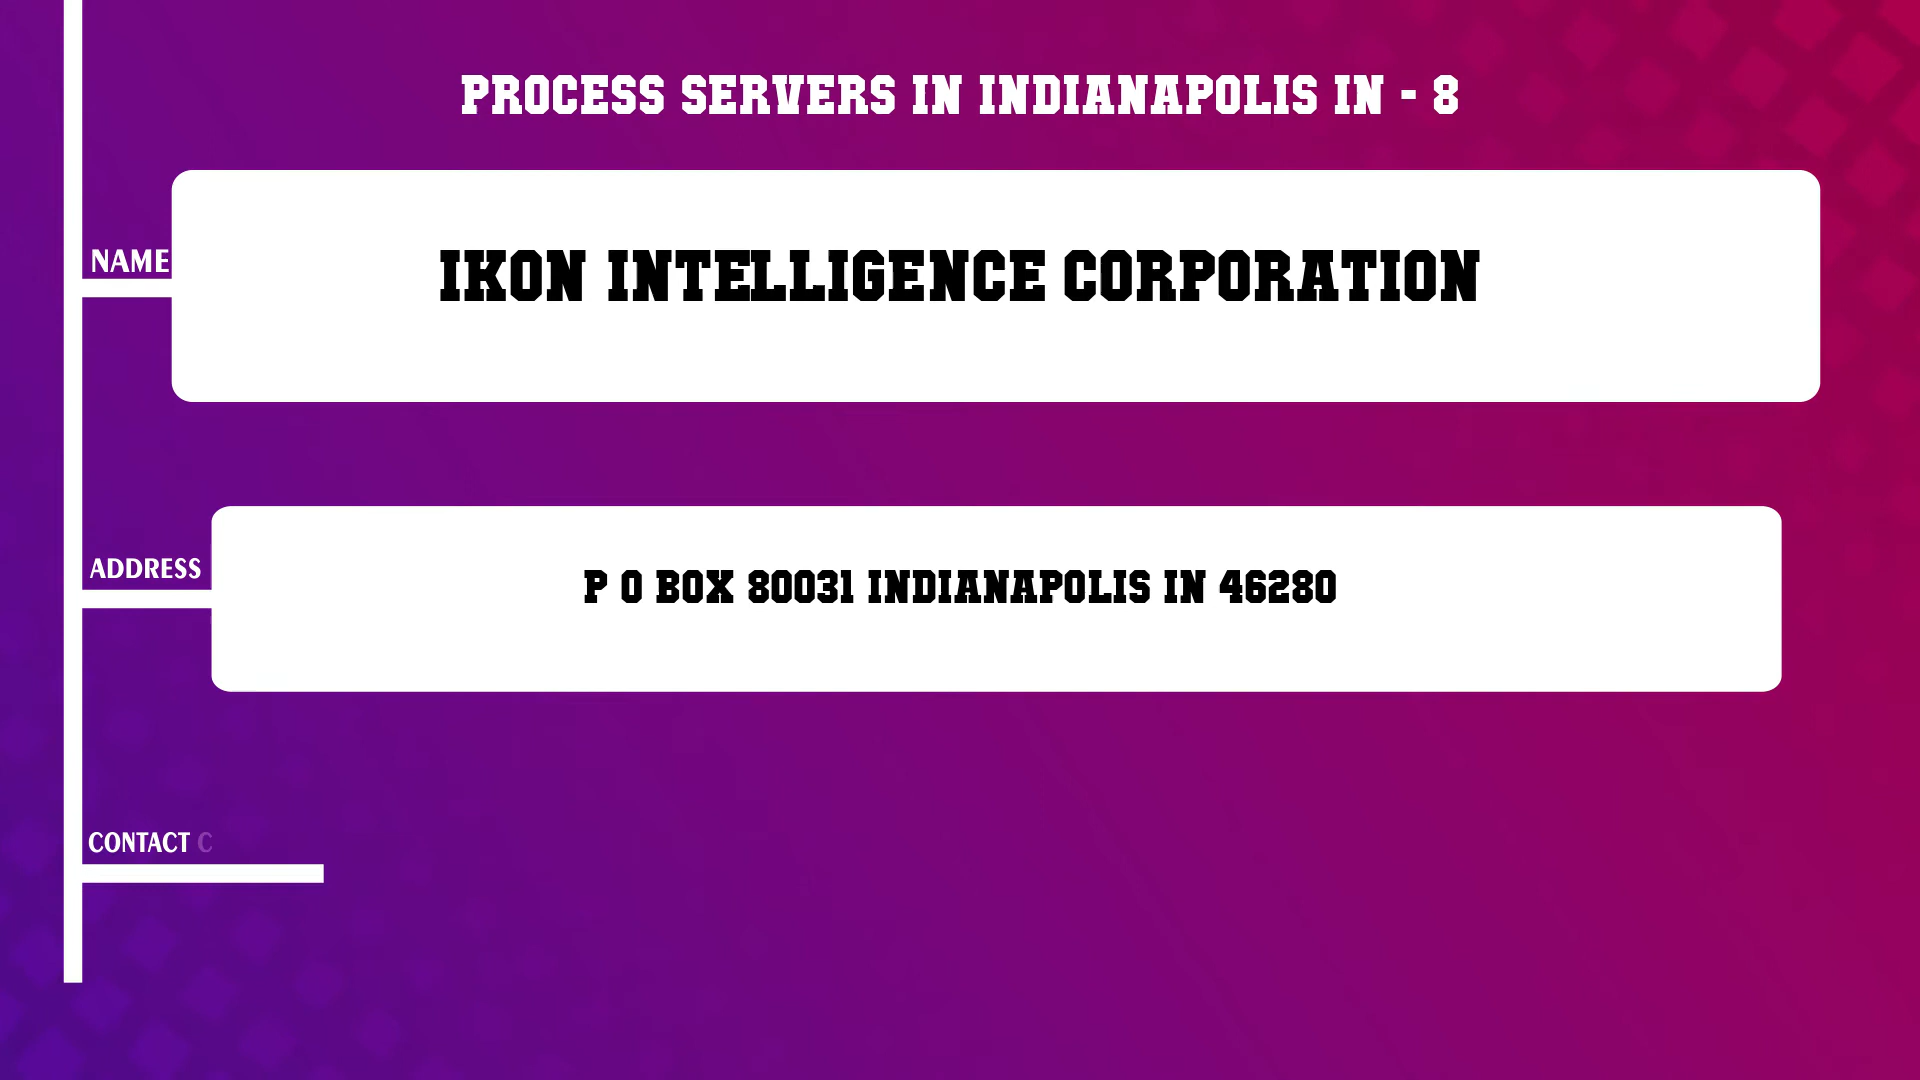 PROCESS SERVERS IN INDIANAPOLIS IN - 8
NAME
IKON INTELLIGENCE CORPORATION
ADDRESS
P O BOX 80031 INDIANAPOLIS IN 46280
CONTACT C